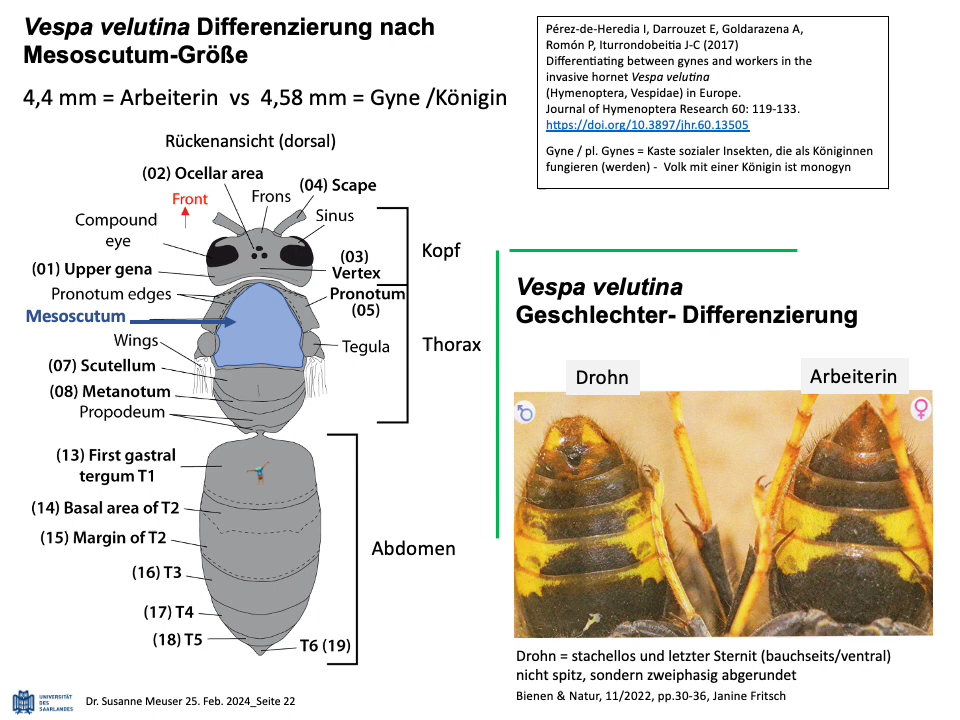 Vespa velutina Differenzierung nach
Mesoscutum-Größe
4,4 mm = Arbeiterin vs 4,58 mm = Gyne /Königin
Pérez-de-Heredia I, Darrouzet E, Goldarazena A,
Romón P, Iturrondobeitia J-C (2017)
Differentiating between gynes and workers in the
invasive hornet Vespa velutina
(Hymenoptera, Vespidae) in Europe.
Journal of Hymenoptera Research 60: 119-133.
https://doi.org/10.3897/jhr.60.13505
Gyne / pl. Gynes = Kaste sozialer Insekten, die als Königinnen
fungieren (werden) - Volk mit einer Königin ist monogyn
Rückenansicht (dorsal)
(02) Ocellar area
(04) Scape
Frons
Front
Sinus
Compound
eye
(03)
Vertex
(01) Upper gena
Kopf
Pronotum edges
Pronotum
(05)
Mesoscutum
Wings
Tegula
Thorax
(07) Scutellum
(08) Metanotum
Propodeum
(13) First gastral
tergum T1
(14) Basal area of T2
(15) Margin of T2
Abdomen
(16) T3
(17) T4
(18) T5
T6 (19)
Vespa velutina
Geschlechter- Differenzierung
Drohn
Arbeiterin
♂
♀
Drohn = stachellos und letzter Sternit (bauchseits/ventral)
nicht spitz, sondern zweiphasig abgerundet
Bienen & Natur, 11/2022, pp.30-36, Janine Fritsch
UNIVERSITÄT
DES
SAARLANDES
Dr. Susanne Meuser 25. Feb. 2024_Seite 22